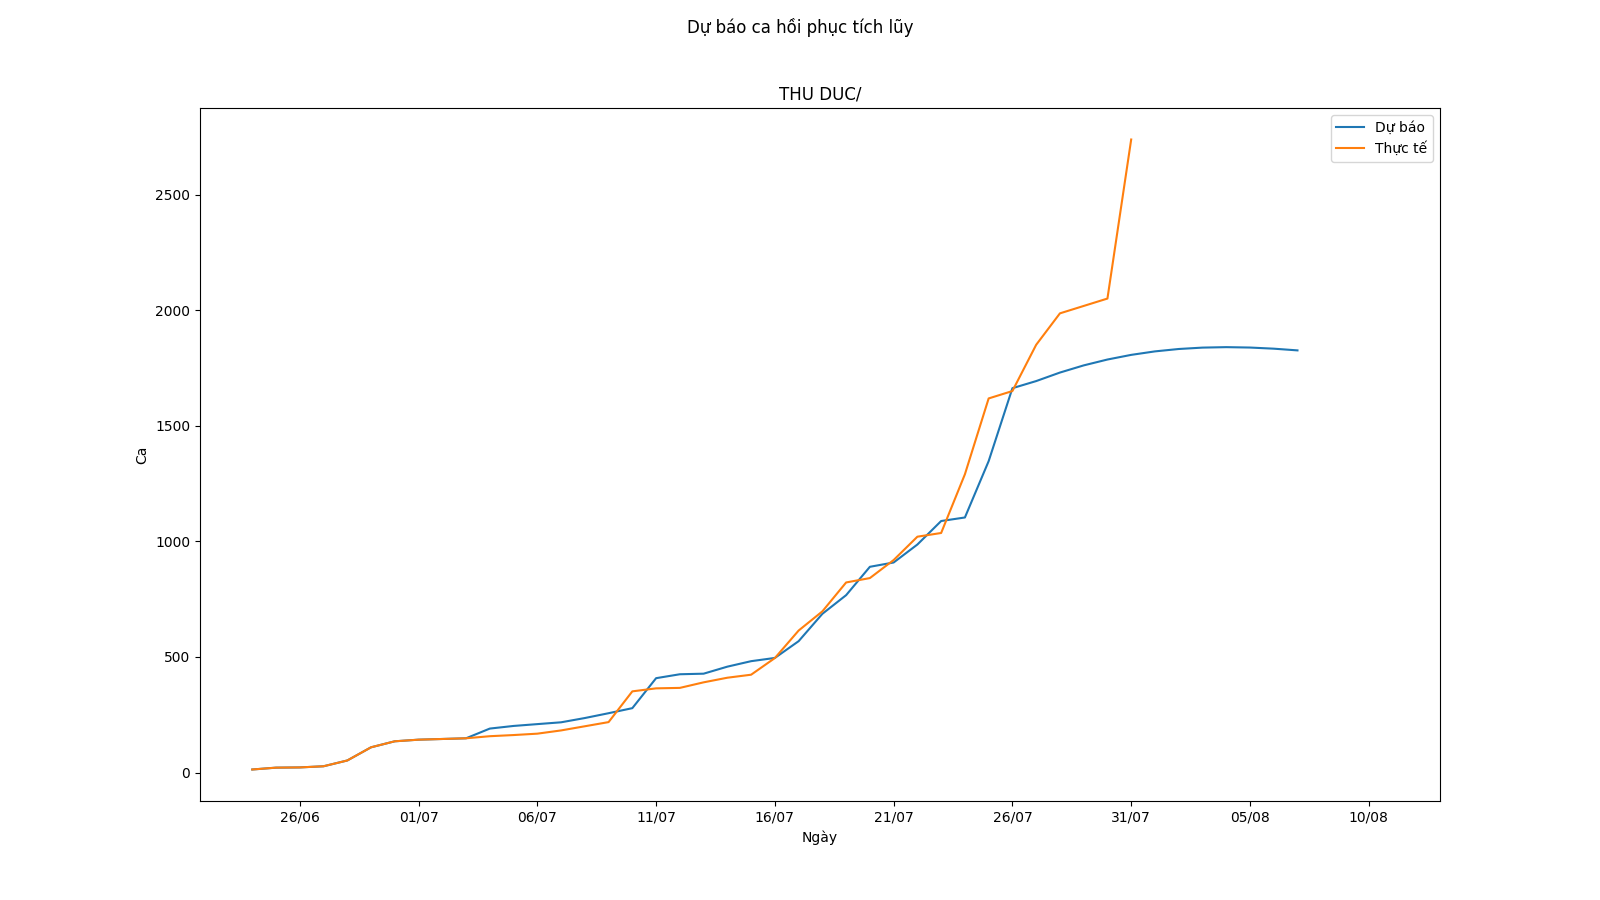 Dự báo ca hồi phục tích lũy
THU DUC/
Dự báo
Thực tế
2500
2000
1500
1000
500
0
Ca
26/06 01/07 06/07 11/07 16/07 21/07 26/07 31/07 05/08 10/08
Ngày